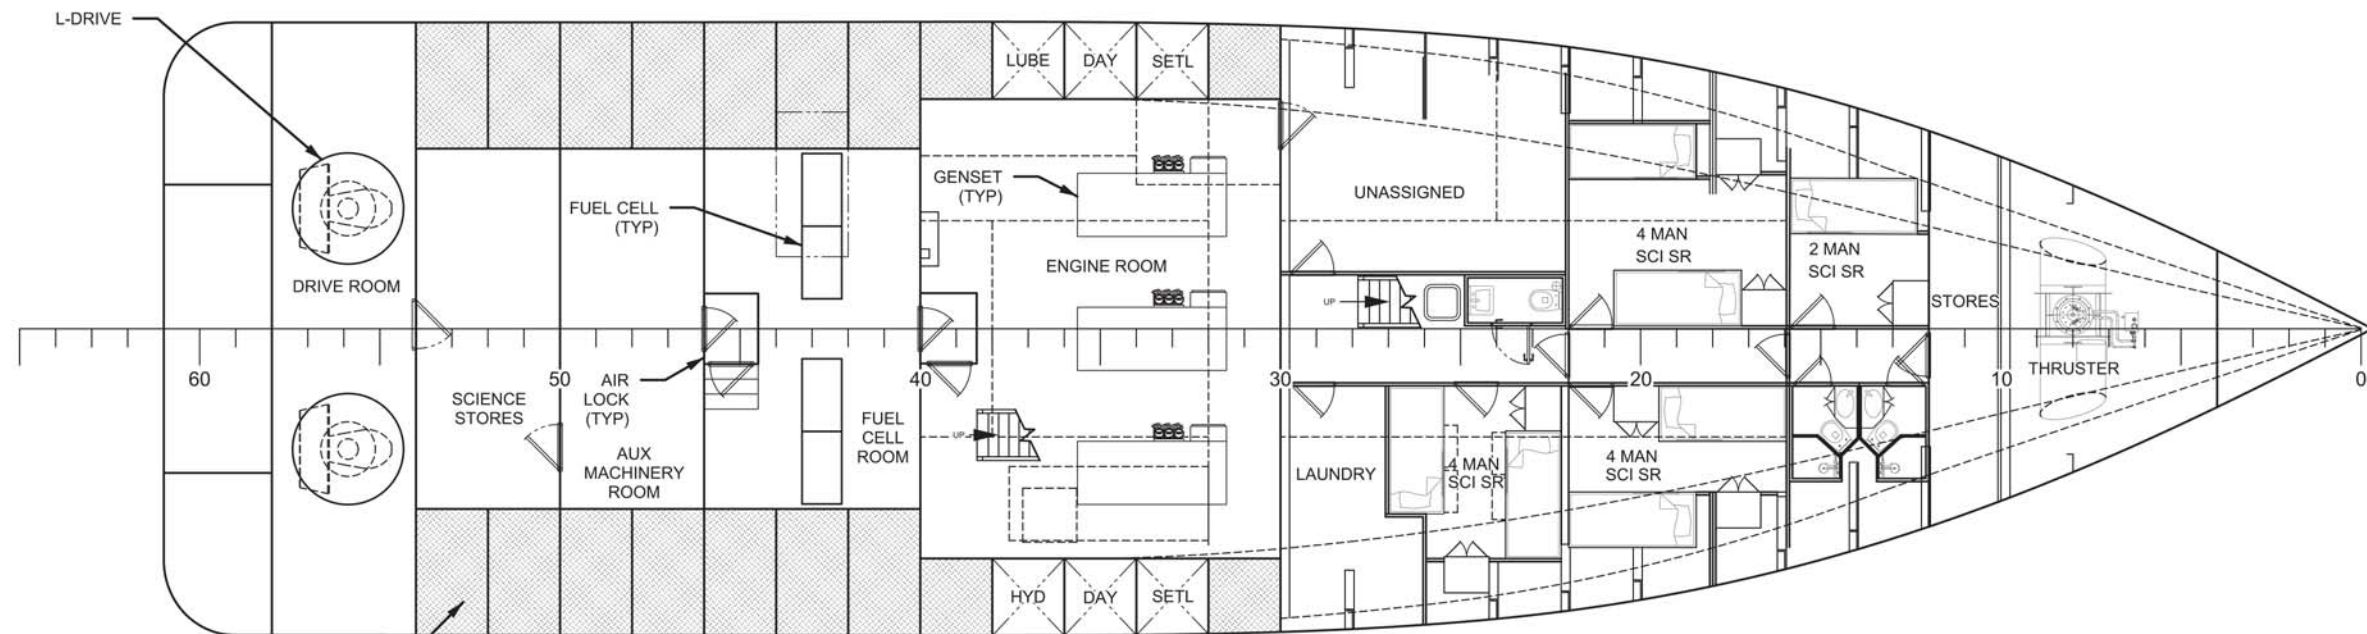 L-DRIVE
LUBE
DAY
SETL
FUEL CELL
(TYP)
GENSET
(TYP)
UNASSIGNED
4 MAN
SCI SR
2 MAN
SCI SR
DRIVE ROOM
ENGINE ROOM
UP
STORES
60
50
40
30
20
10
0
THRUSTER
AIR
LOCK
(TYP)
SCIENCE
STORES
AUX
MACHINERY
ROOM
FUEL
CELL
ROOM
UP
LAUNDRY
4 MAN
SCI SR
4 MAN
SCI SR
HYD
DAY
SETL